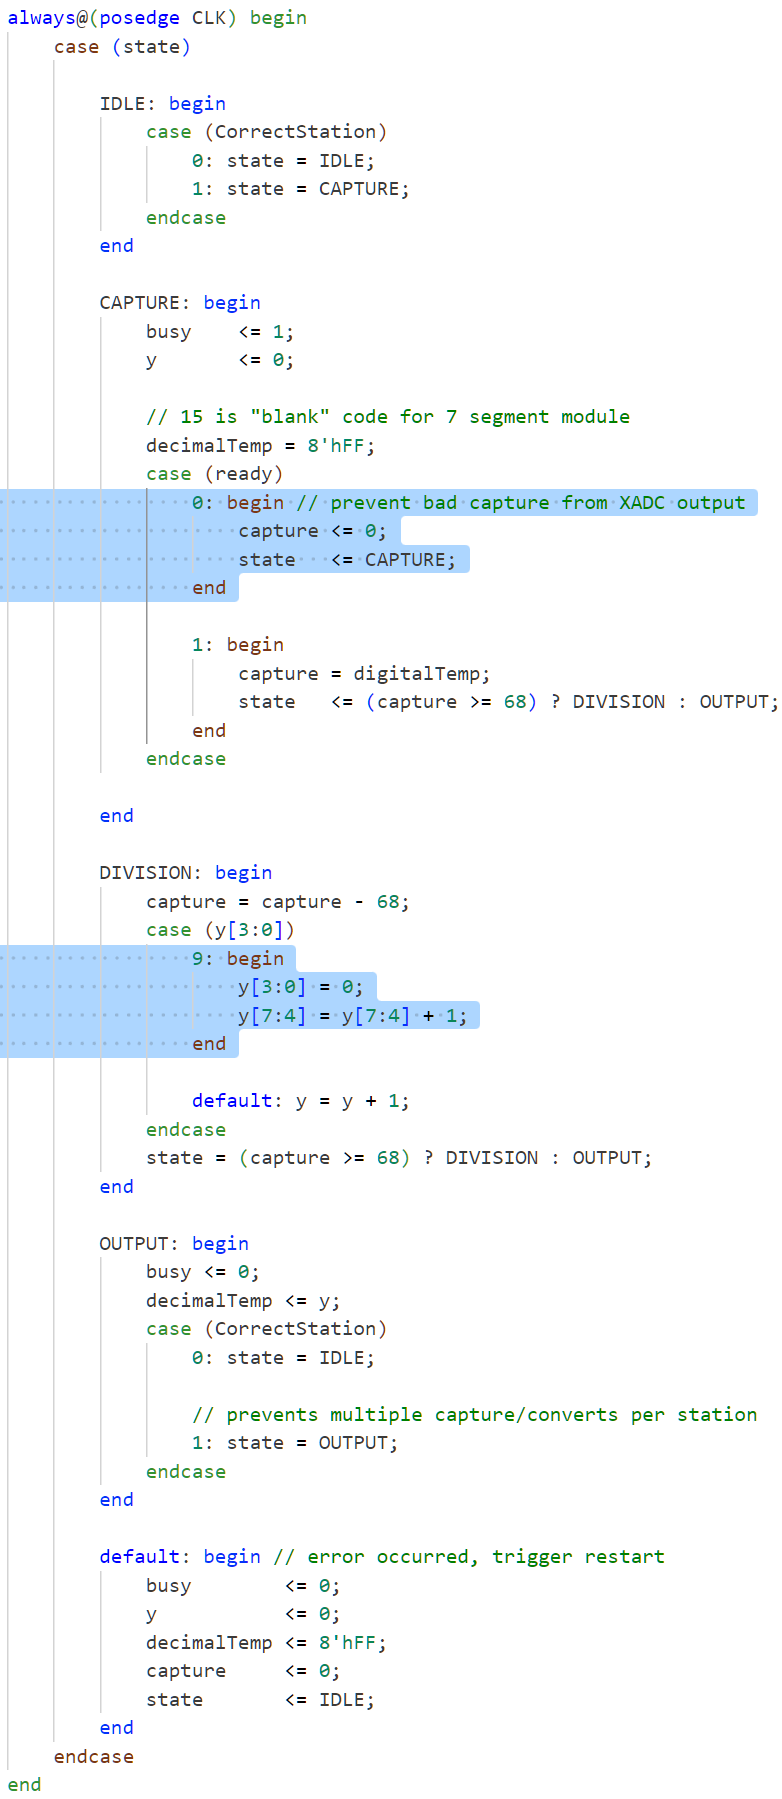 always@(posedge CLK) begin
    case (state)

        IDLE: begin
            case (CorrectStation)
                0: state = IDLE;
                1: state = CAPTURE;
            endcase
        end

        CAPTURE: begin
            busy    <= 1;
            y       <= 0;

            // 15 is "blank" code for 7 segment module
            decimalTemp = 8'hFF;
            case (ready)
                0: begin // prevent bad capture from XADC output
                    capture <= 0;
                    state   <= CAPTURE;
                end

                1: begin
                    capture = digitalTemp;
                    state   <= (capture >= 68) ? DIVISION : OUTPUT;
                end
            endcase

        end

        DIVISION: begin
            capture = capture - 68;
            case (y[3:0])
                9: begin
                    y[3:0] = 0;
                    y[7:4] = y[7:4] + 1;
                end

                default: y = y + 1;
            endcase
            state = (capture >= 68) ? DIVISION : OUTPUT;
        end

        OUTPUT: begin
            busy <= 0;
            decimalTemp <= y;
            case (CorrectStation)
                0: state = IDLE;

                // prevents multiple capture/converts per station
                1: state = OUTPUT;
            endcase
        end

        default: begin // error occurred, trigger restart
            busy        <= 0;
            y           <= 0;
            decimalTemp <= 8'hFF;
            capture     <= 0;
            state       <= IDLE;
        end
    endcase
end